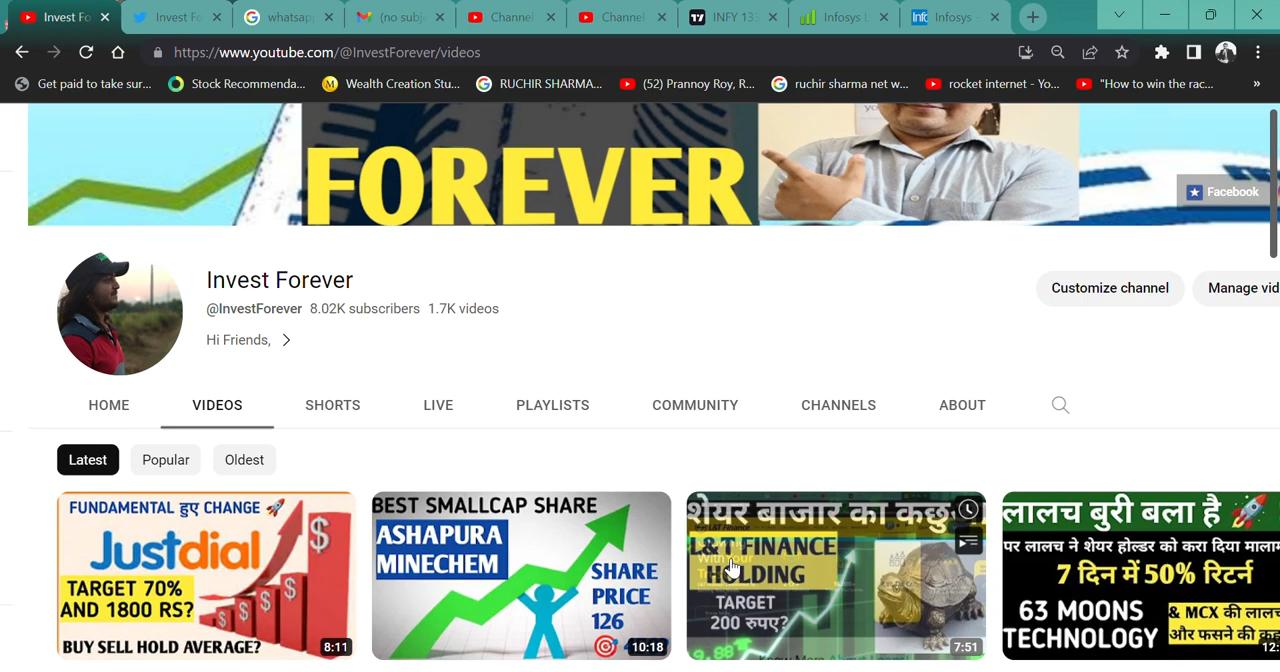 Invest Fo
Invest Fo
whatsap
(no subj
Channel
Channel
INFY 133
Infosys L
Infosys -
https://www.youtube.com/@InvestForever/videos
Get paid to take sur...
Stock Recommenda...
Wealth Creation Stu...
RUCHIR SHARMA...
(52) Prannoy Roy, R...
ruchir sharma net w...
rocket internet - Yo...
"How to win the rac...
»
FOREVER
Facebook
Invest Forever
@InvestForever 8.02K subscribers 1.7K videos
Customize channel
Manage vid
Hi Friends,
HOME VIDEOS SHORTS LIVE PLAYLISTS COMMUNITY CHANNELS ABOUT
Latest Popular Oldest
FUNDAMENTAL हुए CHANGE
Justdial
TARGET 70%
AND 1800 RS?
BUY SELL HOLD AVERAGE?
8:11
BEST SMALLCAP SHARE
ASHAPURA
MINECHEM
SHARE
PRICE
126
10:18
शेयर बाजार का कछु
L&T FINANCE
HOLDING
TARGET
200 रुपए?
7:51
लालच बुरी बला है
पर लालच ने शेयर होल्डर को करा दिया मालाम
7 दिन में 50% रिटर्न
63 MOONS
TECHNOLOGY
& MCX की लालच
और फसने की कह
12: